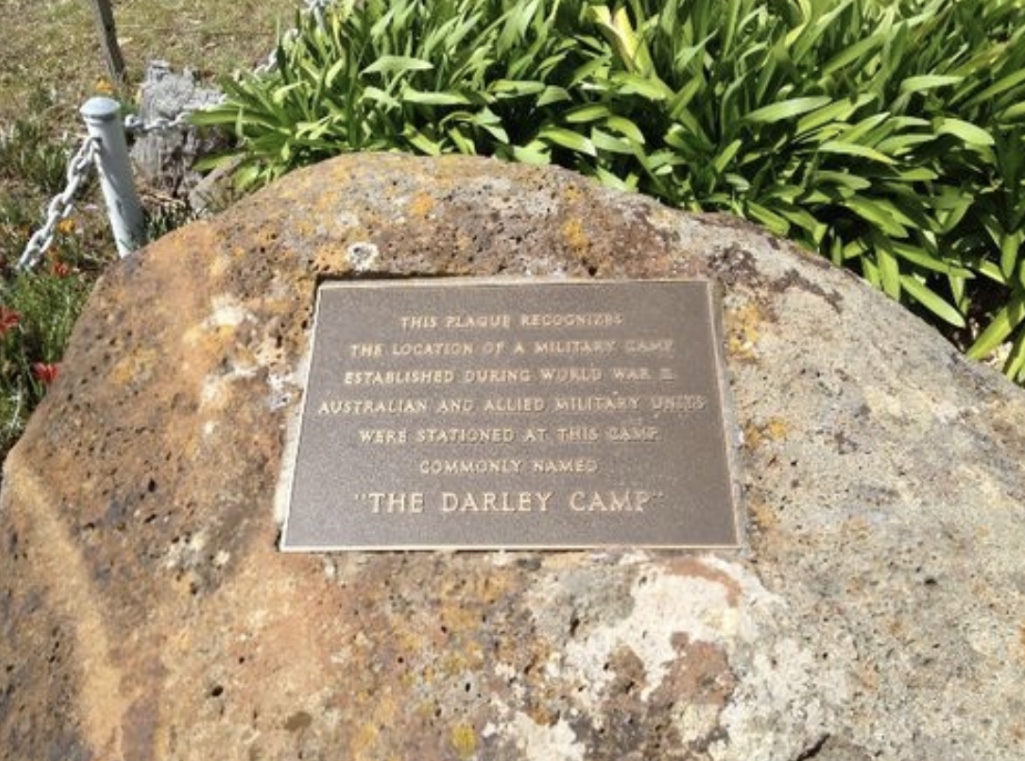 THIS PLAQUE RECOGNIZES
THE LOCATION OF A MILITARY CAMP
ESTABLISHED DURING WORLD WAR II.
AUSTRALIAN AND ALLIED MILITARY UNITS
WERE STATIONED AT THIS CAMP
COMMONLY NAMED
"THE DARLEY CAMP"